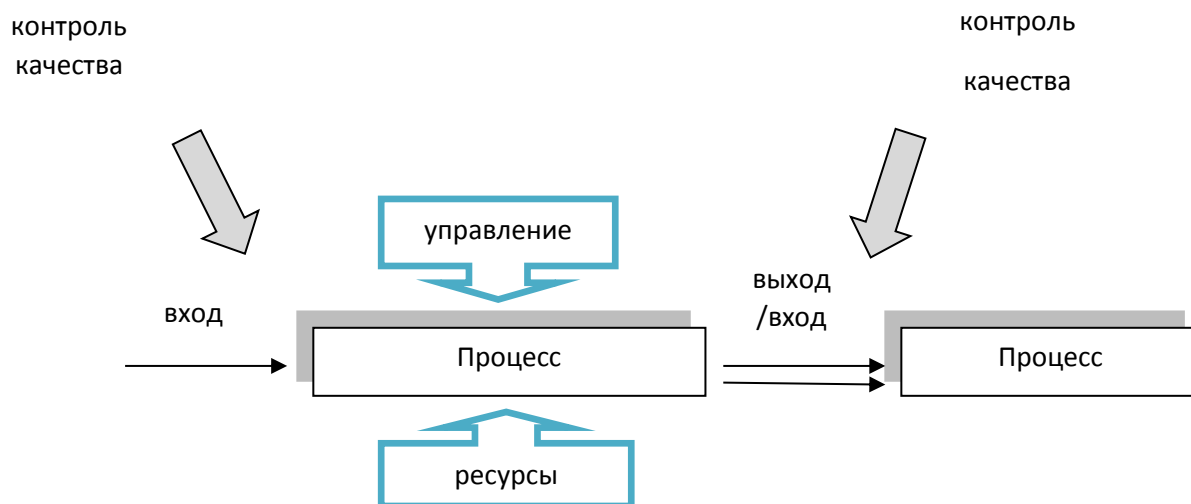 контроль
качества
контроль
качества
управление
вход
выход
/вход
Процесс
Процесс
ресурсы